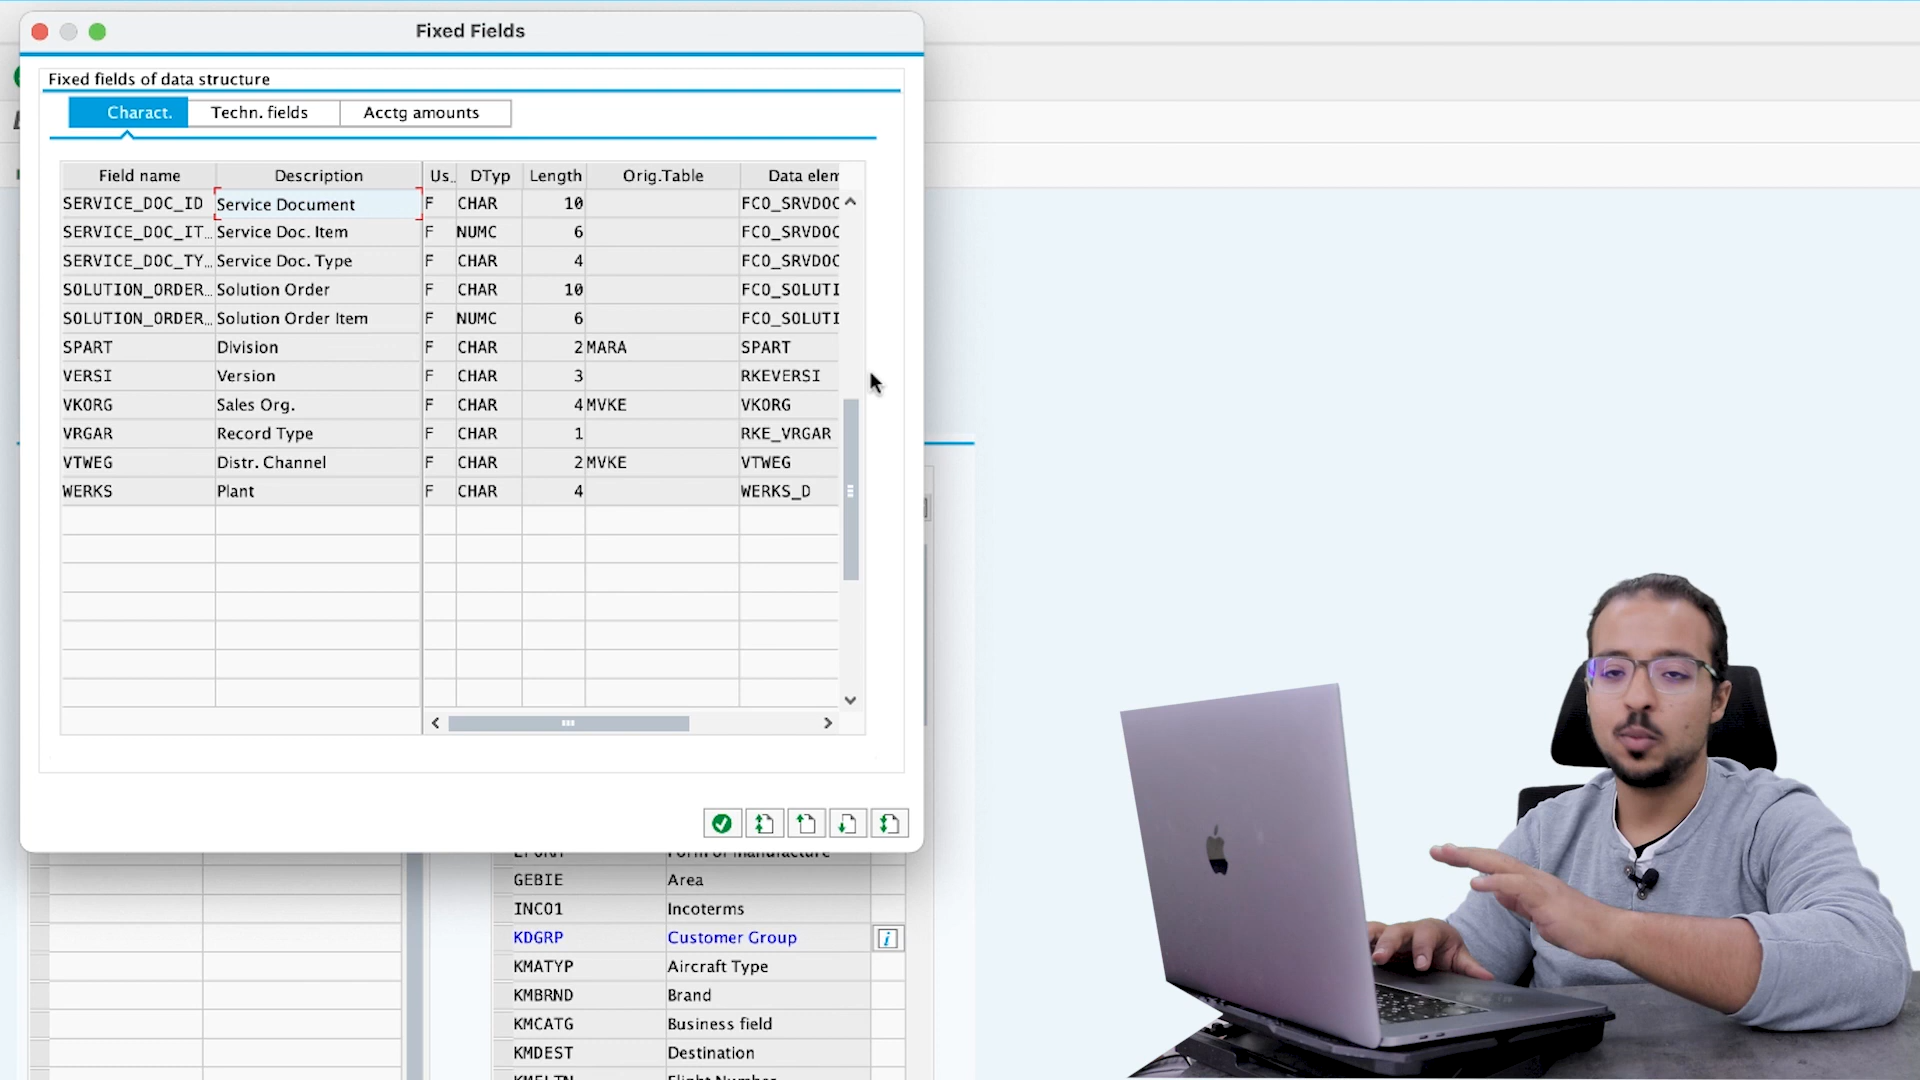 Fixed Fields
Fixed fields of data structure
Charact. Techn. fields Acctg amounts
Field name Description Us.. DTyp Length Orig.Table Data elem
SERVICE_DOC_ID Service Document F CHAR 10 FCO_SRVDOC
SERVICE_DOC_IT… Service Doc. Item F NUMC 6 FCO_SRVDOC
SERVICE_DOC_TY… Service Doc. Type F CHAR 4 FCO_SRVDOC
SOLUTION_ORDER… Solution Order F CHAR 10 FCO_SOLUTI
SOLUTION_ORDER… Solution Order Item F NUMC 6 FCO_SOLUTI
SPART Division F CHAR 2 MARA SPART
VERSI Version F CHAR 3 RKEVERSI
VKORG Sales Org. F CHAR 4 MVKE VKORG
VRGAR Record Type F CHAR 1 RKE_VRGAR
VTWEG Distr. Channel F CHAR 2 MVKE VTWEG
WERKS Plant F CHAR 4 WERKS_D
GEBIE Area
INCO1 Incoterms
KDGRP Customer Group i
KMATYP Aircraft Type
KMBRND Brand
KMCATG Business field
KMDEST Destination